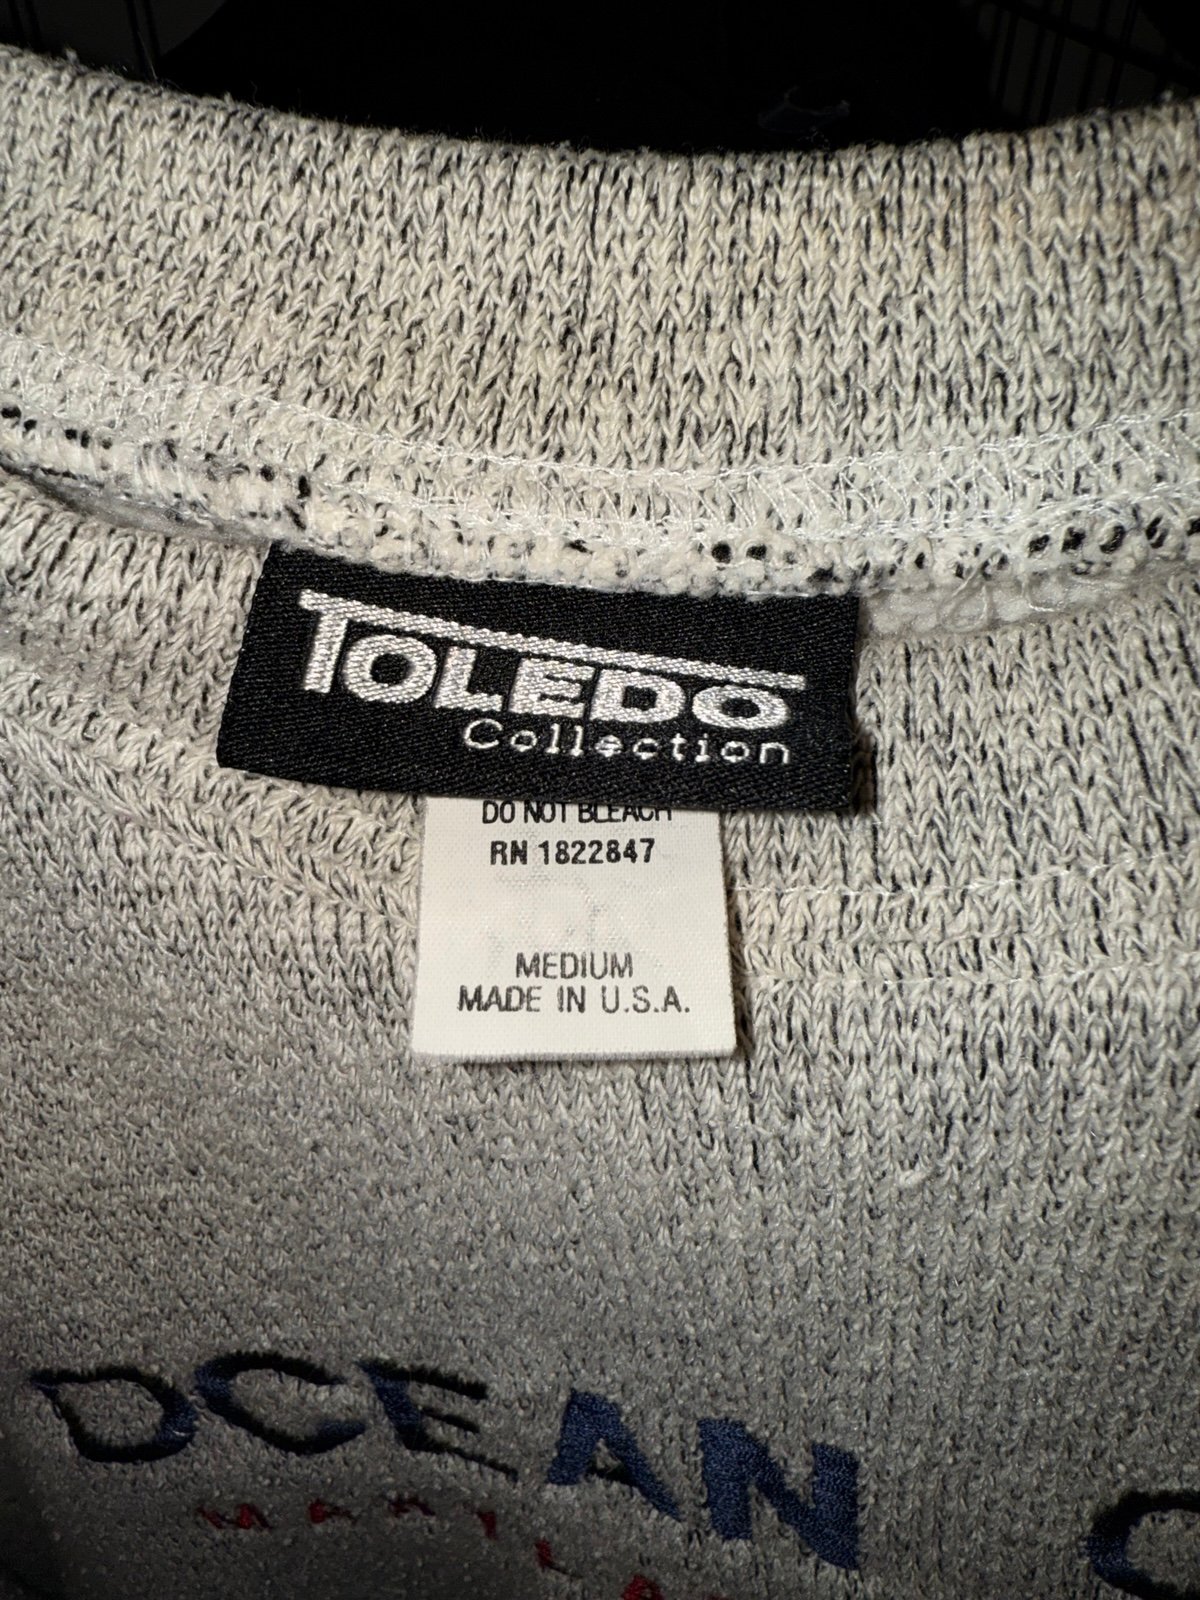 TOLEDO
Collection
DO NOT BLEACH
RN 1822847
MEDIUM
MADE IN U.S.A.
OCEAN C